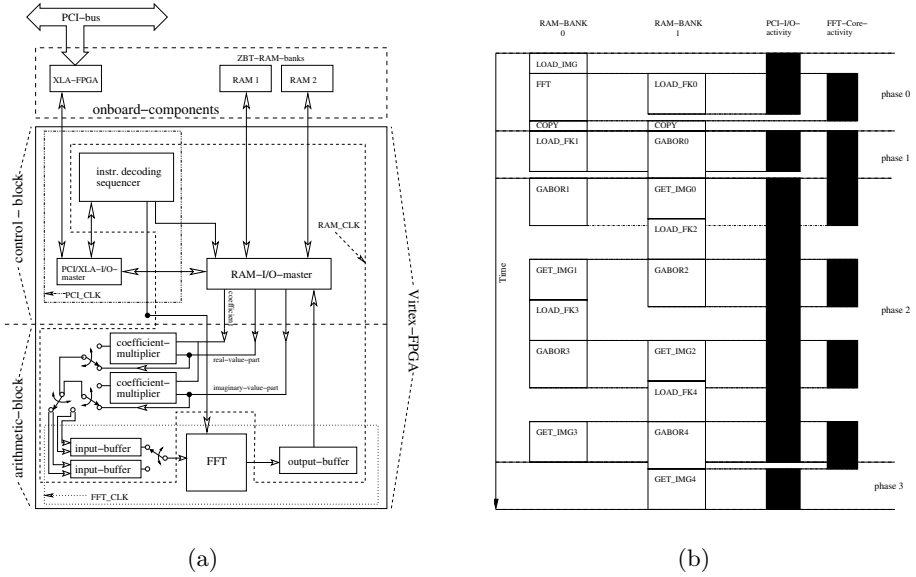 PCI-bus
ZBT-RAM-banks
XLA-FPGA
RAM 1
RAM 2
onboard-components
control- block
instr. decoding
sequencer
RAM_CLK
PCI/XLA-I/O-
master
RAM-I/O-master
PCI_CLK
coefficient
Virtex-FPGA
arithmetic-block
coefficient-
multiplier
real-value-part
coefficient-
multiplier
imaginary-value-part
input-buffer
input-buffer
FFT
output-buffer
FFT_CLK
(a)
RAM-BANK
0
RAM-BANK
1
PCI-I/O-
activity
FFT-Core-
activity
LOAD_IMG
FFT
LOAD_FK0
phase 0
COPY
COPY
LOAD_FK1
GABOR0
phase 1
GABOR1
GET_IMG0
LOAD_FK2
Time
GET_IMG1
GABOR2
LOAD_FK3
phase 2
GABOR3
GET_IMG2
LOAD_FK4
GET_IMG3
GABOR4
GET_IMG4
phase 3
(b)